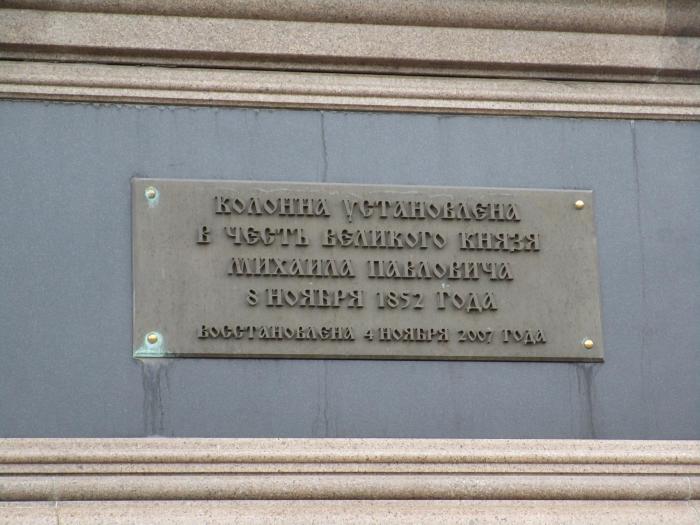 КОЛОННА УСТАНОВЛЕНА
В ЧЕСТЬ ВЕЛИКОГО КНЯЗЯ
МИХАИЛА ПАВЛОВИЧА
8 НОЯБРЯ 1852 ГОДА
ВОССТАНОВЛЕНА 4 НОЯБРЯ 2007 ГОДА